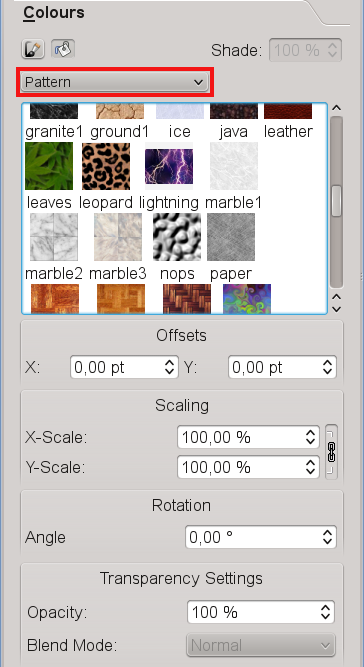 Colours
Shade: 100 %
Pattern
granite1 ground1 ice java leather
leaves leopard lightning marble1
marble2 marble3 nops paper
Offsets
X: 0,00 pt Y: 0,00 pt
Scaling
X-Scale: 100,00 %
Y-Scale: 100,00 %
Rotation
Angle 0,00 °
Transparency Settings
Opacity: 100 %
Blend Mode: Normal